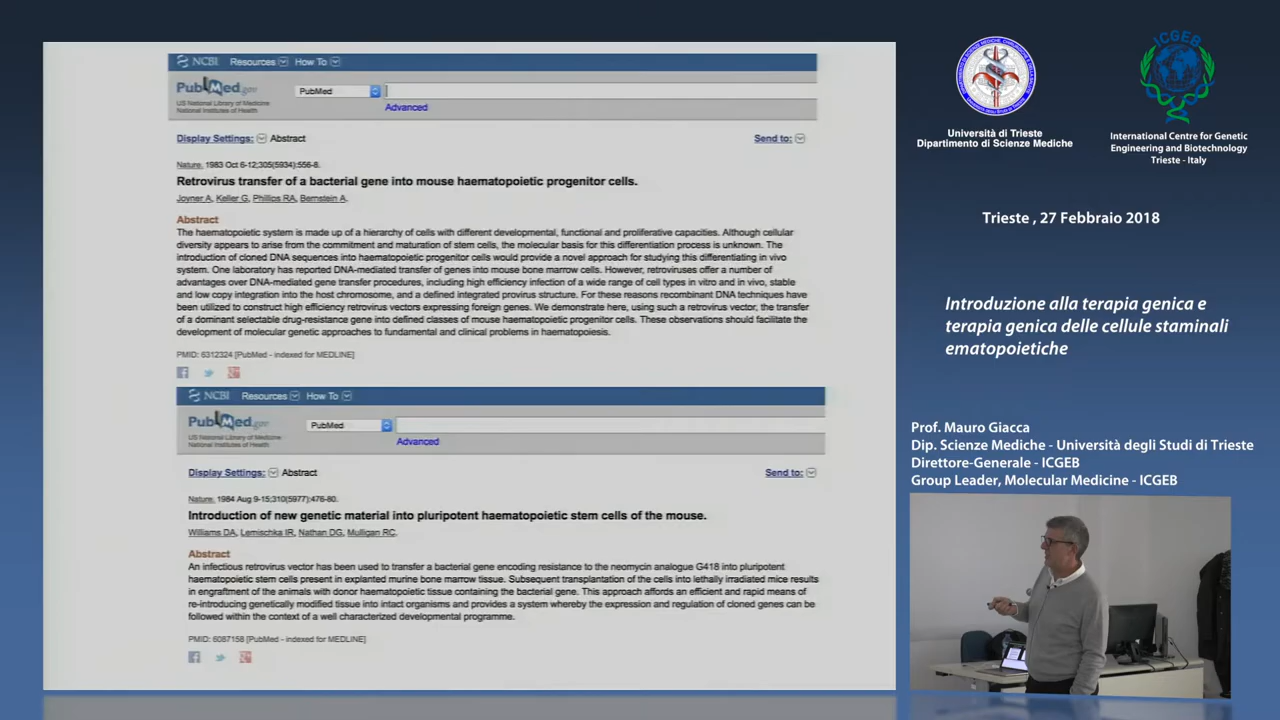 NCBI Resources How To
PubMed.gov
US National Library of Medicine
National Institutes of Health
PubMed
Advanced
Display Settings: Abstract
Send to:
Nature. 1983 Oct 6-12;305(5934):556-8.
Retrovirus transfer of a bacterial gene into mouse haematopoietic progenitor cells.
Joyner A, Keller G, Phillips RA, Bernstein A.
Abstract
The haematopoietic system is made up of a hierarchy of cells with different developmental, functional and proliferative capacities. Although cellular
diversity appears to arise from the commitment and maturation of stem cells, the molecular basis for this differentiation process is unknown. The
introduction of cloned DNA sequences into haematopoietic progenitor cells would provide a novel approach for studying this differentiating in vivo
system. One laboratory has reported DNA-mediated transfer of genes into mouse bone marrow cells. However, retroviruses offer a number of
advantages over DNA-mediated gene transfer procedures, including high efficiency infection of a wide range of cell types in vitro and in vivo, stable
and low copy integration into the host chromosome, and a defined integrated provirus structure. For these reasons recombinant DNA techniques have
been utilized to construct high efficiency retrovirus vectors expressing foreign genes. We demonstrate here, using such a retrovirus vector, the transfer
of a dominant selectable drug-resistance gene into defined classes of mouse haematopoietic progenitor cells. These observations should facilitate the
development of molecular genetic approaches to fundamental and clinical problems in haematopoiesis.
PMID: 6312324 [PubMed - indexed for MEDLINE]
NCBI Resources How To
PubMed.gov
US National Library of Medicine
National Institutes of Health
PubMed
Advanced
Display Settings: Abstract
Send to:
Nature. 1984 Aug 9-15;310(5977):476-80.
Introduction of new genetic material into pluripotent haematopoietic stem cells of the mouse.
Williams DA, Lemischka IR, Nathan DG, Mulligan RC.
Abstract
An infectious retrovirus vector has been used to transfer a bacterial gene encoding resistance to the neomycin analogue G418 into pluripotent
haematopoietic stem cells present in explanted murine bone marrow tissue. Subsequent transplantation of the cells into lethally irradiated mice results
in engraftment of the animals with donor haematopoietic tissue containing the bacterial gene. This approach affords an efficient and rapid means of
re-introducing genetically modified tissue into intact organisms and provides a system whereby the expression and regulation of cloned genes can be
followed within the context of a well characterized developmental programme.
PMID: 6087158 [PubMed - indexed for MEDLINE]
ICGEB
Università di Trieste
Dipartimento di Scienze Mediche
International Centre for Genetic
Engineering and Biotechnology
Trieste - Italy
Trieste , 27 Febbraio 2018
Introduzione alla terapia genica e
terapia genica delle cellule staminali
ematopoietiche
Prof. Mauro Giacca
Dip. Scienze Mediche - Università degli Studi di Trieste
Direttore-Generale - ICGEB
Group Leader, Molecular Medicine - ICGEB